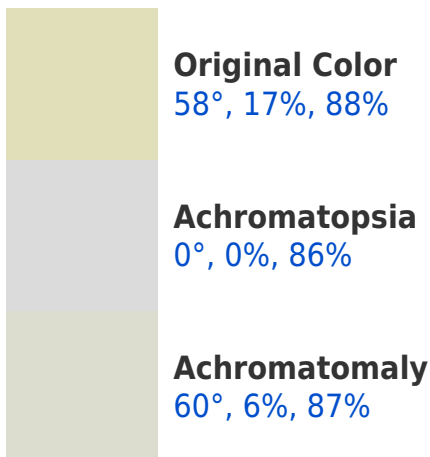 Original Color
58°, 17%, 88%
Achromatopsia
0°, 0%, 86%
Achromatomaly
60°, 6%, 87%